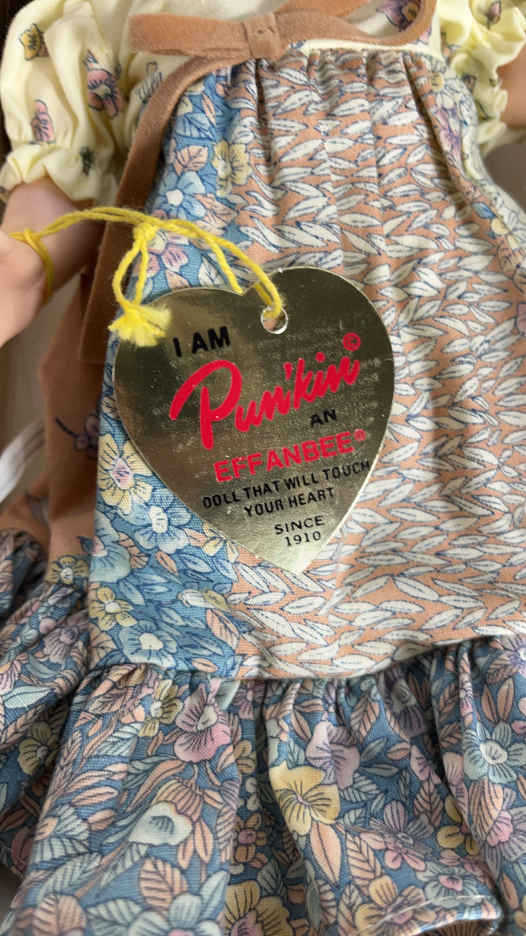 I AM
Pun'kin©
AN
EFFANBEE®
DOLL THAT WILL TOUCH
YOUR HEART
SINCE
1910